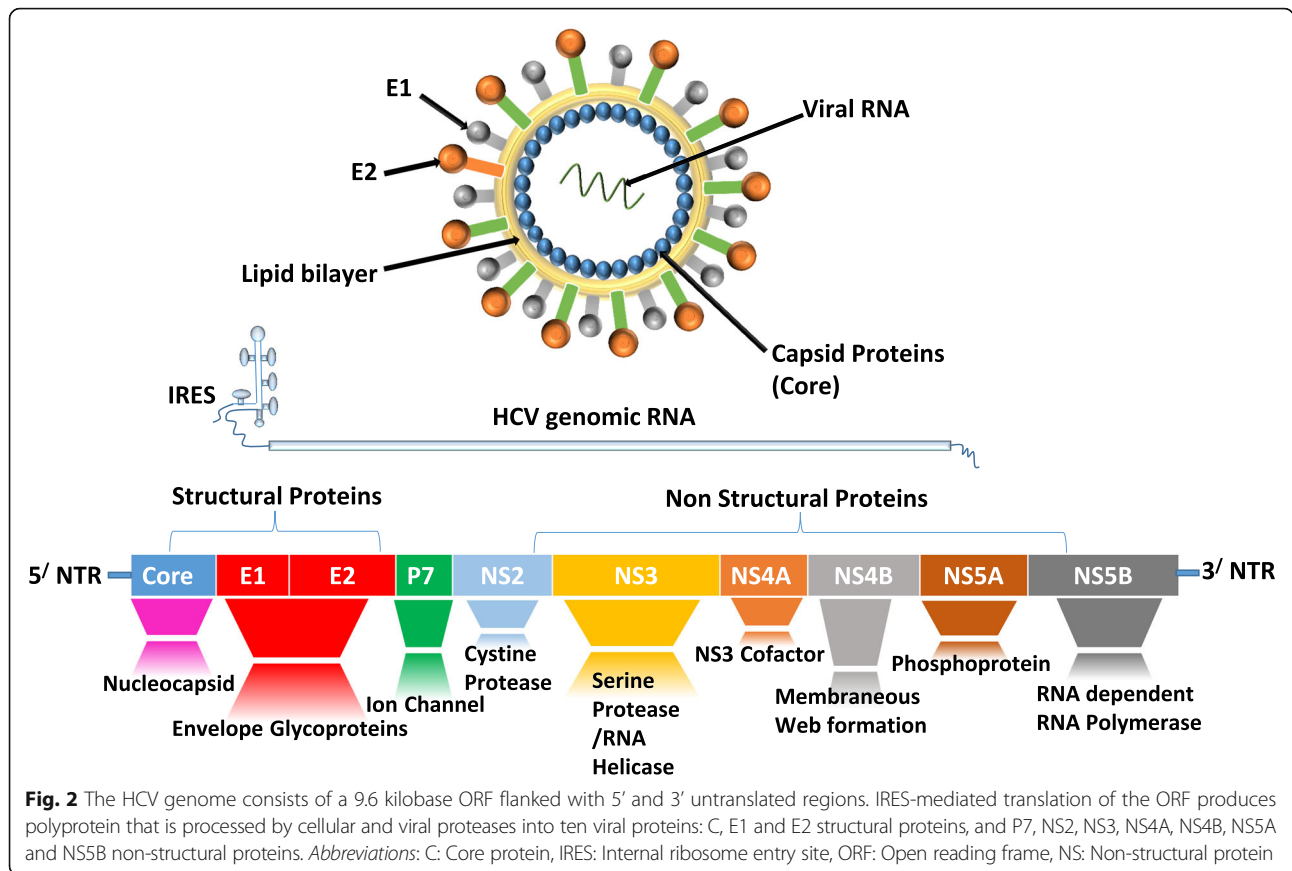 E1
E2
Viral RNA
Lipid bilayer
Capsid Proteins
(Core)
IRES
HCV genomic RNA
Structural Proteins
Non Structural Proteins
5/ NTR
Core
E1
E2
P7
NS2
NS3
NS4A
NS4B
NS5A
NS5B
3/ NTR
Nucleocapsid
Envelope Glycoproteins
Ion Channel
Cystine
Protease
Serine
Protease
/RNA
Helicase
NS3 Cofactor
Membraneous
Web formation
Phosphoprotein
RNA dependent
RNA Polymerase
Fig. 2 The HCV genome consists of a 9.6 kilobase ORF flanked with 5’ and 3’ untranslated regions. IRES-mediated translation of the ORF produces
polyprotein that is processed by cellular and viral proteases into ten viral proteins: C, E1 and E2 structural proteins, and P7, NS2, NS3, NS4A, NS4B, NS5A
and NS5B non-structural proteins. Abbreviations: C: Core protein, IRES: Internal ribosome entry site, ORF: Open reading frame, NS: Non-structural protein